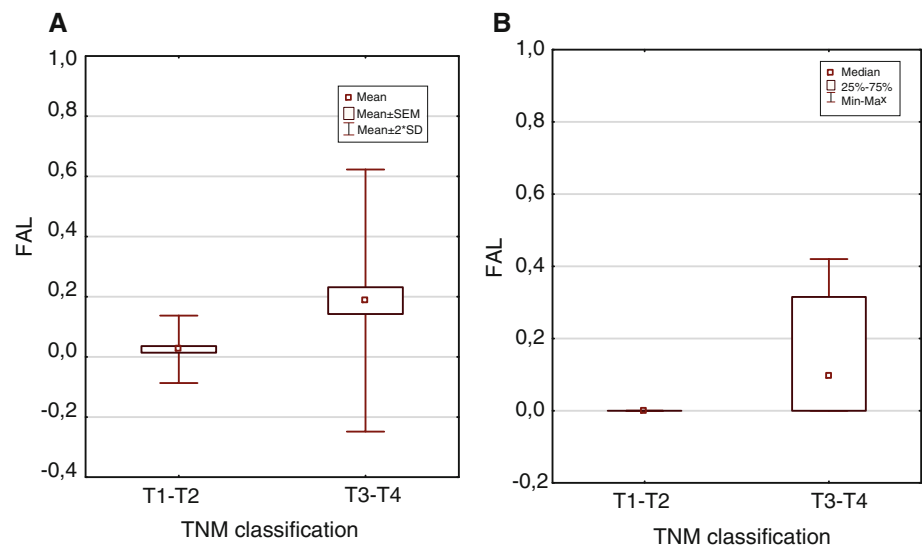 A
1,0
0,8
0,6
0,4
0,2
0,0
-0,2
-0,4
FAL
Mean
Mean±SEM
Mean±2*SD
T1-T2
T3-T4
TNM classification
B
1,0
0,8
0,6
0,4
0,2
0,0
-0,2
FAL
Median
25%-75%
Min-Max
T1-T2
T3-T4
TNM classification